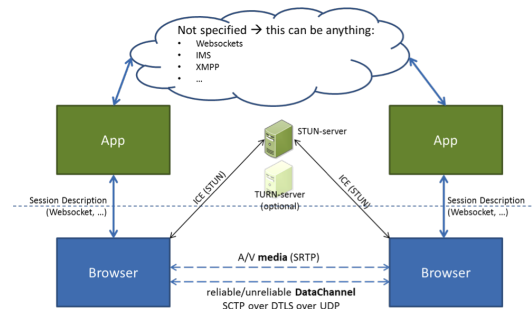 Not specified → this can be anything:
• Websockets
• IMS
• XMPP
• ...
App
STUN-server
App
TURN-server
(optional)
ICE (STUN)
ICE (STUN)
Session Description
(Websocket, ...)
Session Description
(Websocket, ...)
Browser
A/V media (SRTP)
Browser
reliable/unreliable DataChannel
SCTP over DTLS over UDP